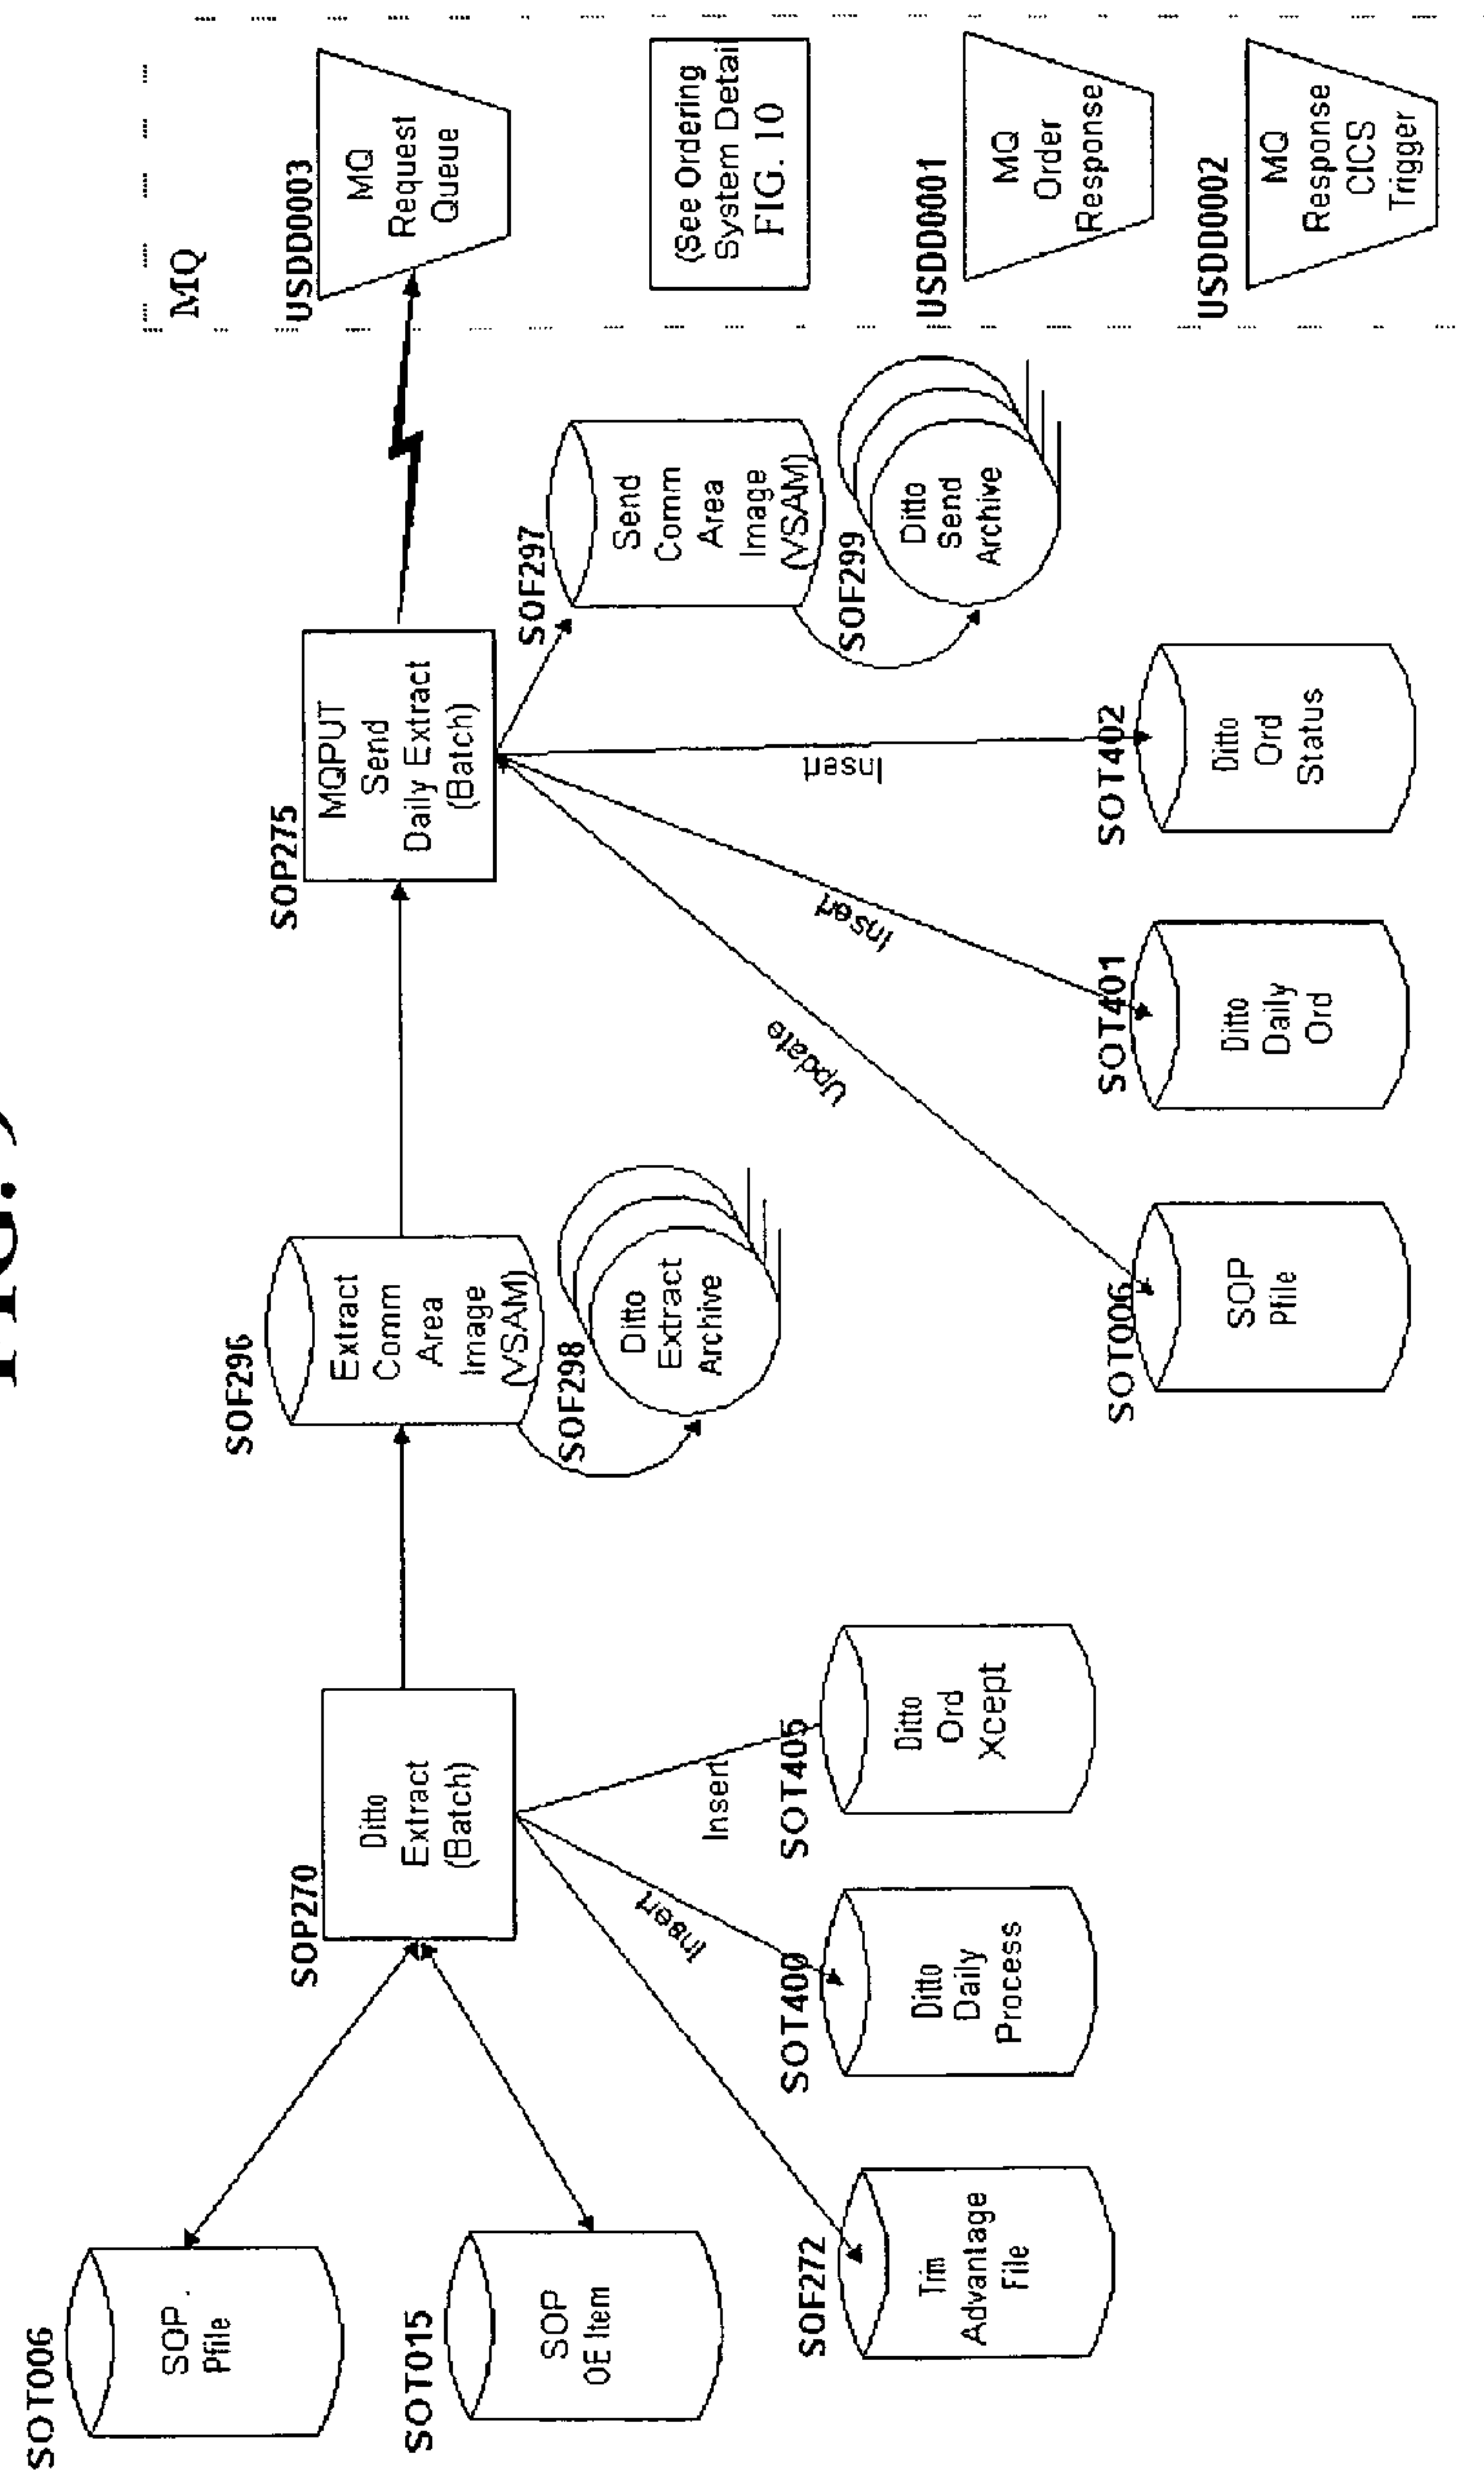 SOT006
SOP
Pfile
SOT015
SOP
OE Item
SOP270
Ditto
Extract
(Batch)
SOF272
Trim
Advantage
File
Insert
SOT400
Ditto
Daily
Process
Insert
SOT405
Ditto
Ord
Xcept
SOF296
Extract
Comm
Area
Image
(VSAM)
SOF298
Ditto
Extract
Archive
SOP275
MQPUT
Send
Daily Extract
(Batch)
Update
SOT006
SOP
Pfile
Insert
SOT401
Ditto
Daily
Ord
Insert
SOT402
Ditto
Ord
Status
SOF297
Send
Comm
Area
Image
(VSAM)
SOF299
Ditto
Send
Archive
MQ
USDD0003
MQ
Request
Queue
(See Ordering
System Detail
FIG. 10
USDD0001
MQ
Order
Response
USDD0002
MQ
Response
CICS
Trigger